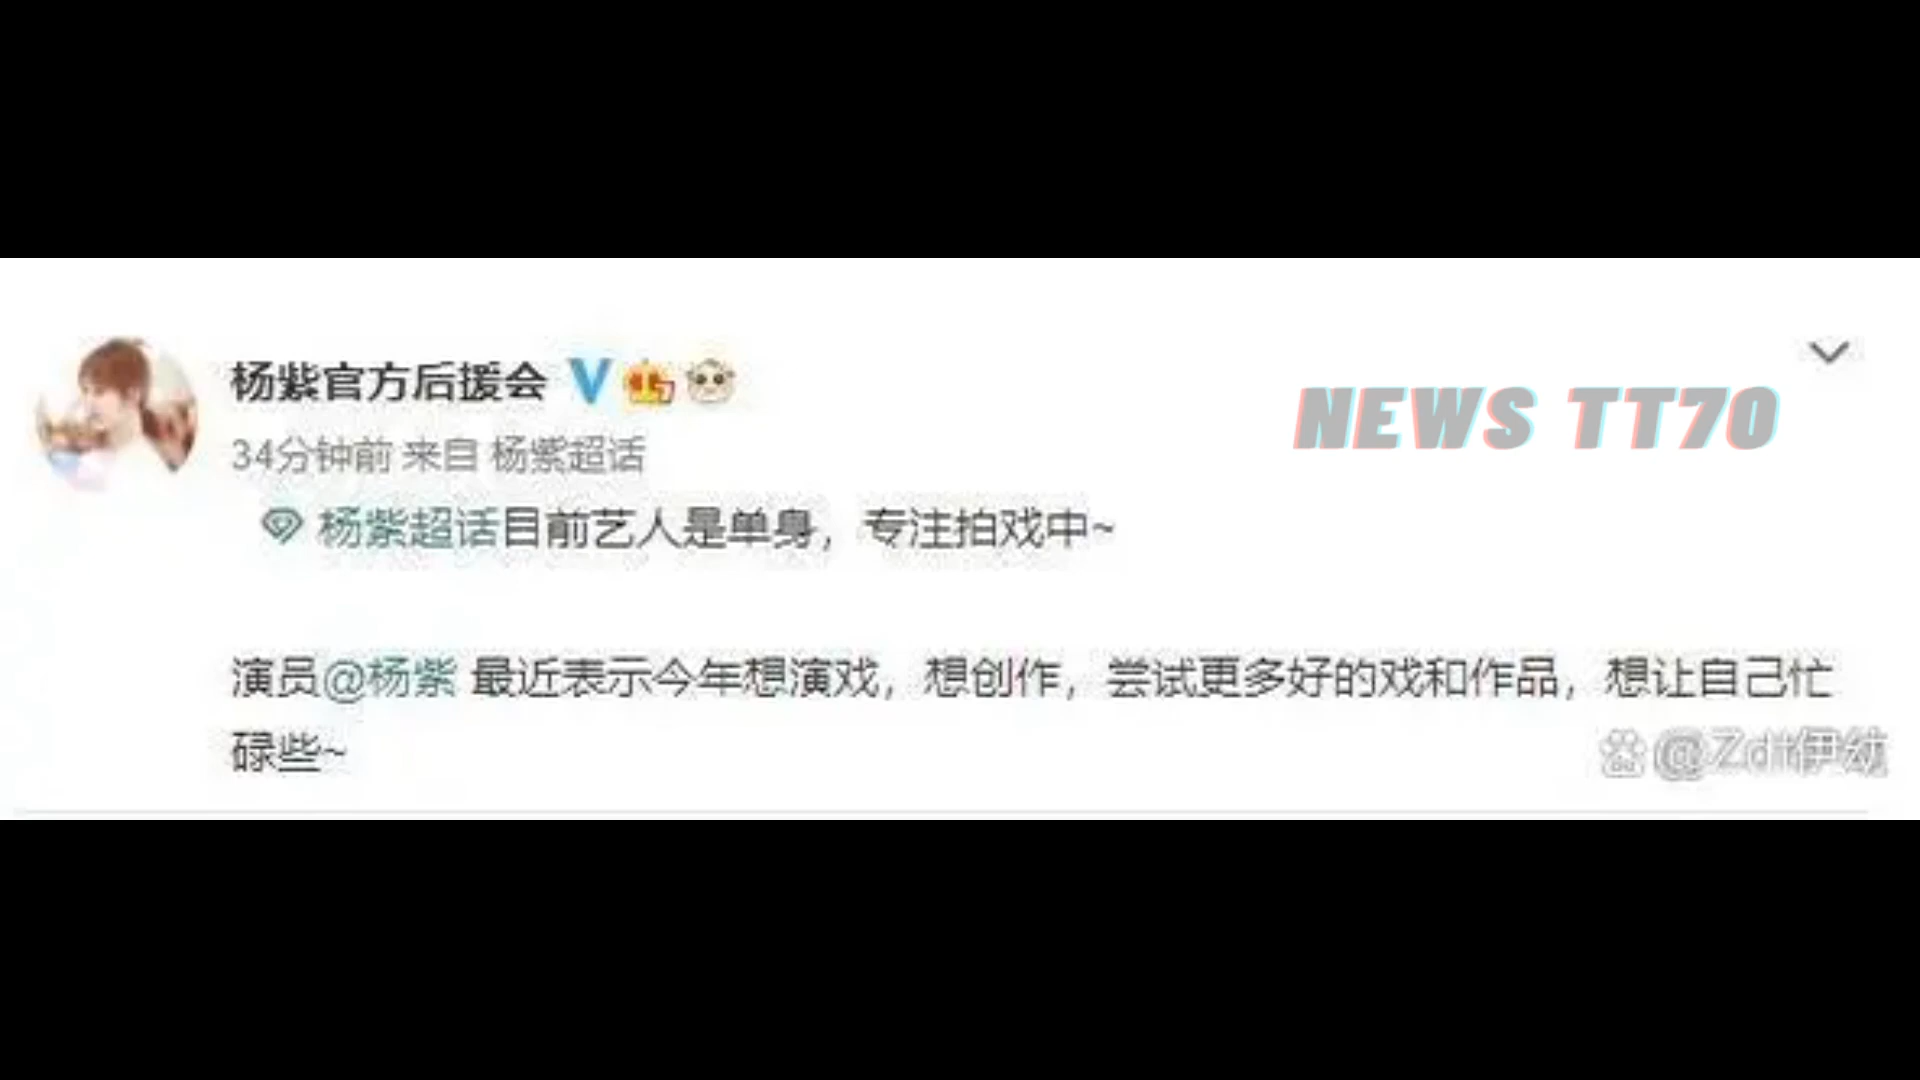 杨紫官方后援会
NEWS TT70
34分钟前 来自 杨紫超话
杨紫超话目前艺人是单身，专注拍戏中~
演员@杨紫 最近表示今年想演戏，想创作，尝试更多好的戏和作品，想让自己忙
碌些~